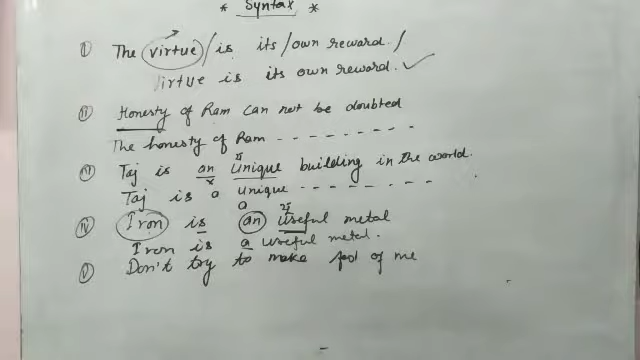 * Syntax *
I The virtue / is its / own reward. /
Virtue is its own reward. ✓
II Honesty of Ram can not be doubted
The honesty of Ram - - - - - - - - -
III Taj is an unique building in the world.
x
Taj is a unique - - - - - - -
a
IV Iron is an useful metal
Iron is a useful metal.
V Don't try to make fool of me